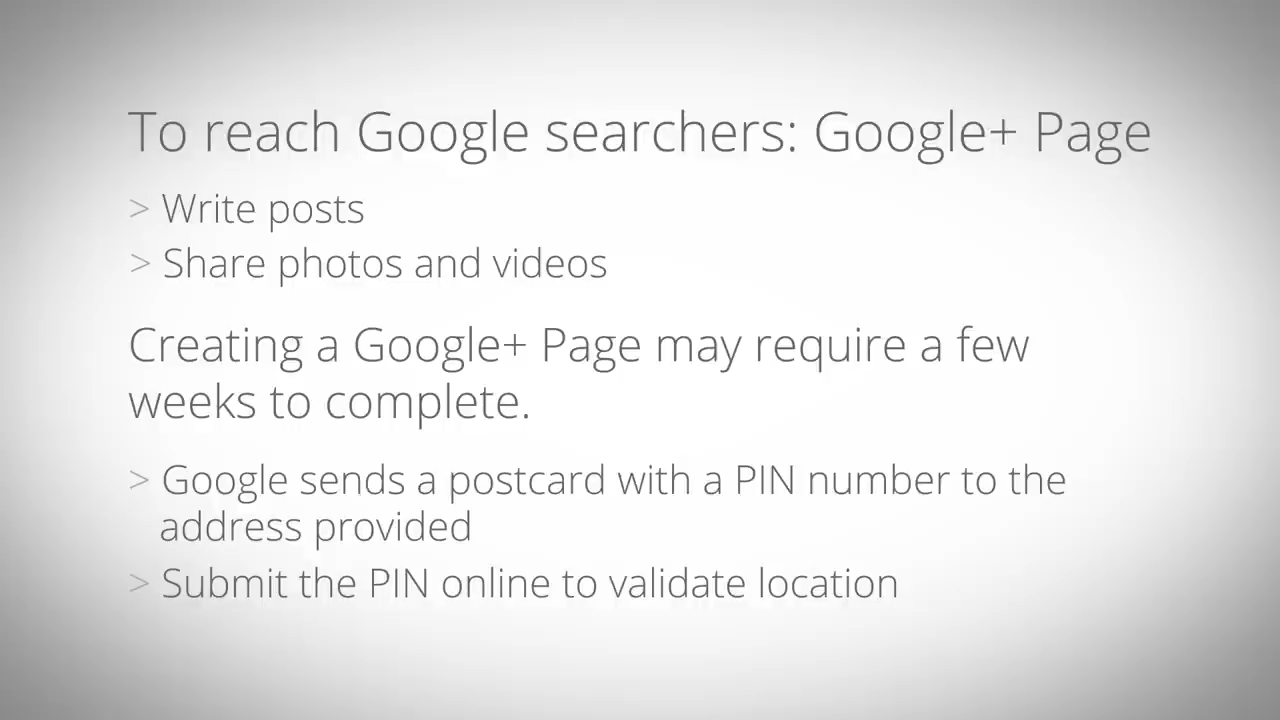 To reach Google searchers: Google+ Page
> Write posts
> Share photos and videos
Creating a Google+ Page may require a few
weeks to complete.
> Google sends a postcard with a PIN number to the
address provided
> Submit the PIN online to validate location